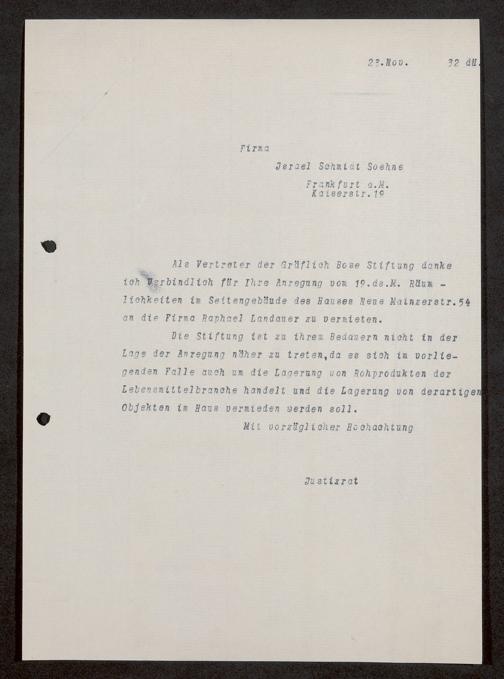 23.Nov. 32 dM.
Firma
Jsrael Schmidt Soehne
Frankfurt a.M.
Kaiserstr.19
Als Vertreter der Gräflich Bose Stiftung danke
ich verbindlich für Ihre Anregung vom 19.ds.M. Räum -
lichkeiten im Seitengebäude des Hauses Neue Mainzerstr.54
an die Firma Raphael Landauer zu vermieten.
Die Stiftung ist zu ihrem Bedauern nicht in der
Lage der Anregung näher zu treten,da es sich im vorlie-
genden Falle auch um die Lagerung von Rohprodukten der
Lebensmittelbranche handelt und die Lagerung von derartigen
Objekten im Haus vermieden werden soll.
Mit vorzüglicher Hochachtung
Justizrat